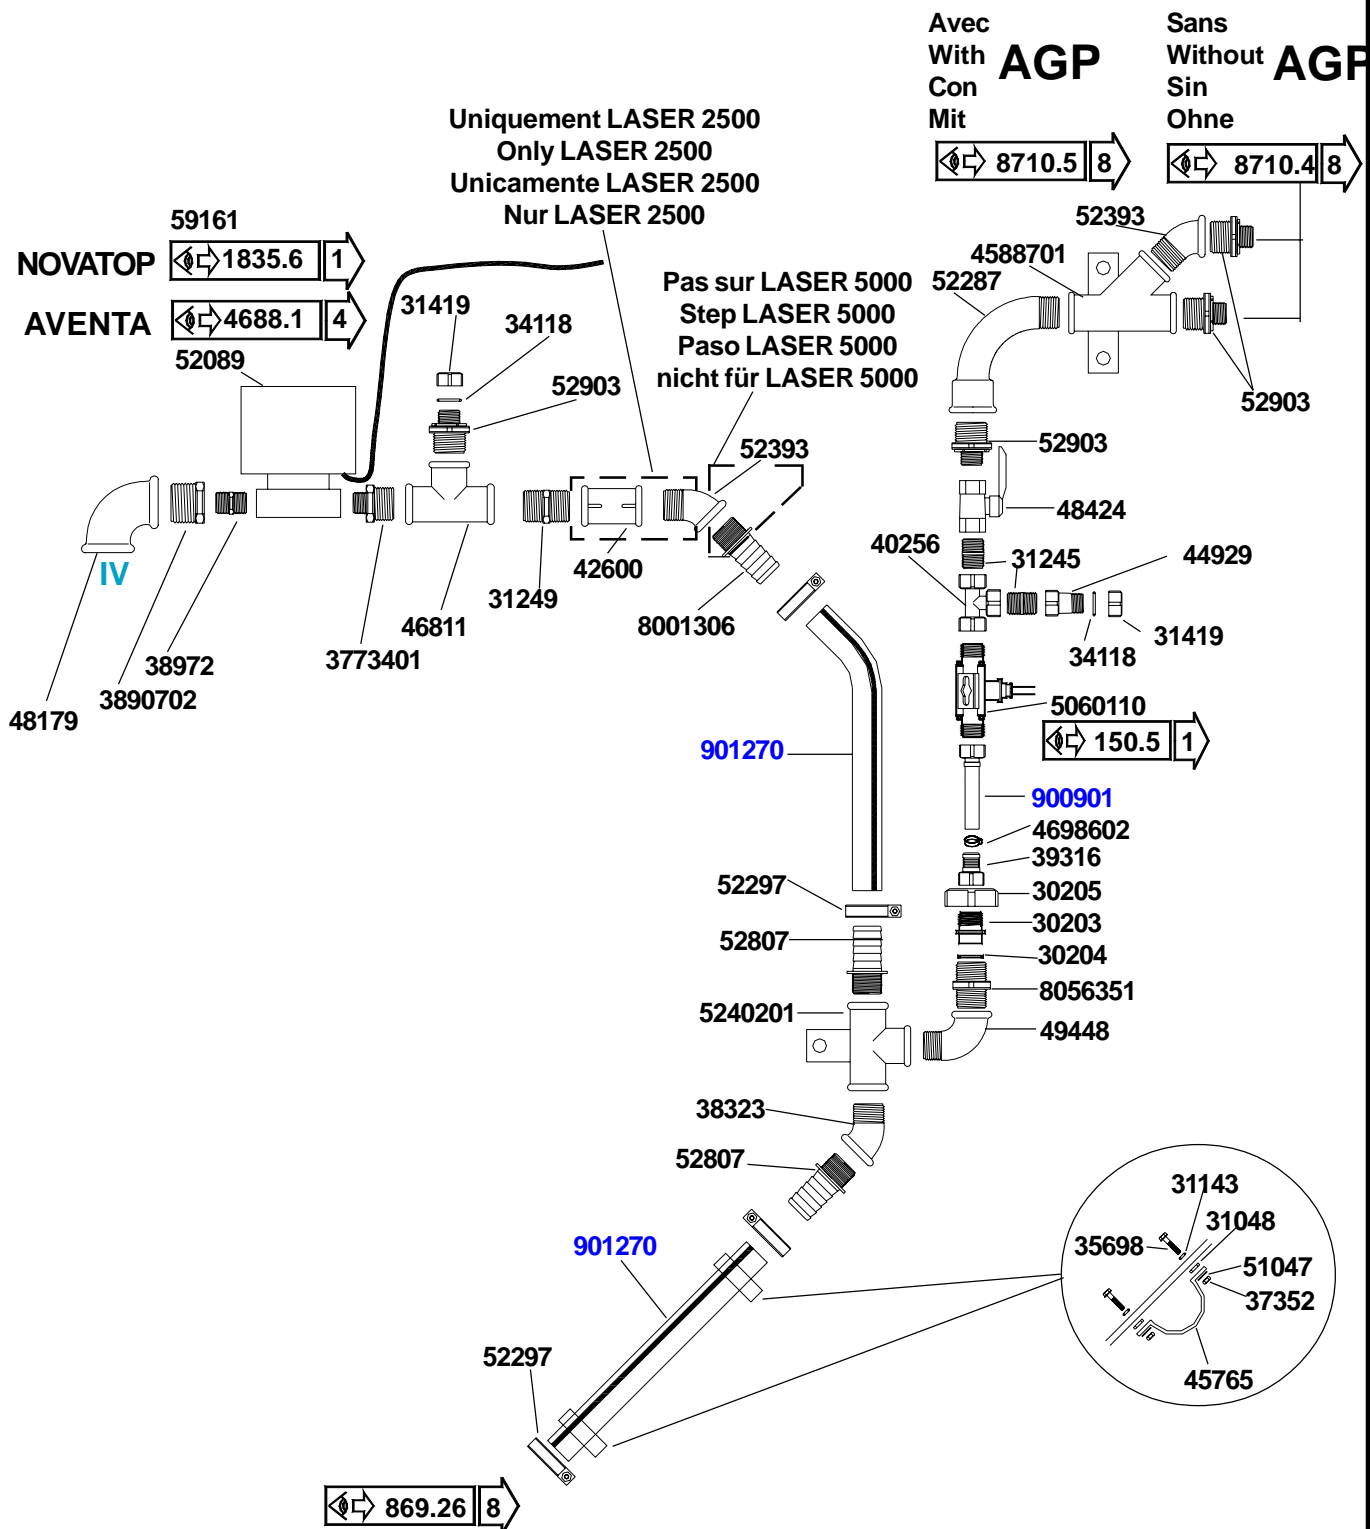 Avec
With
Con
Mit
AGP
Sans
Without
Sin
Ohne
AGP
8710.5 8
8710.4 8
Uniquement LASER 2500
Only LASER 2500
Unicamente LASER 2500
Nur LASER 2500
59161
NOVATOP 1835.6 1
AVENTA 4688.1 4
52089
Pas sur LASER 5000
Step LASER 5000
Paso LASER 5000
nicht für LASER 5000
52393
4588701
52287
31419
34118
52903
52903
52903
52393
48424
42600
40256
31245
44929
IV
31249
8001306
46811
31419
34118
38972
3773401
3890702
48179
5060110
150.5 1
901270
900901
4698602
39316
52297
30205
30203
52807
30204
8056351
5240201
49448
38323
52807
31143
31048
35698
51047
37352
901270
52297
45765
869.26 8